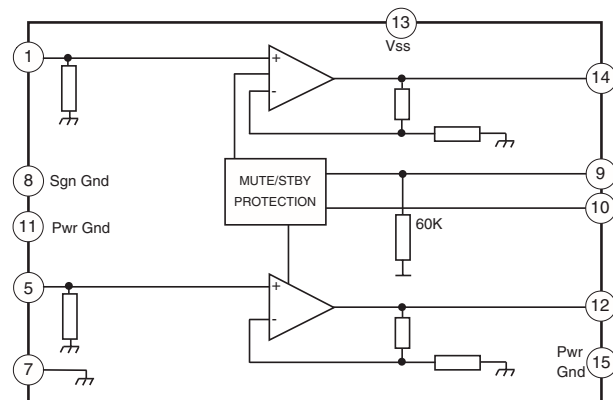 13
Vss
1
+
-
14
8 Sgn Gnd
MUTE/STBY
PROTECTION
9
10
11 Pwr Gnd
60K
5
+
-
12
7
Pwr
Gnd
15